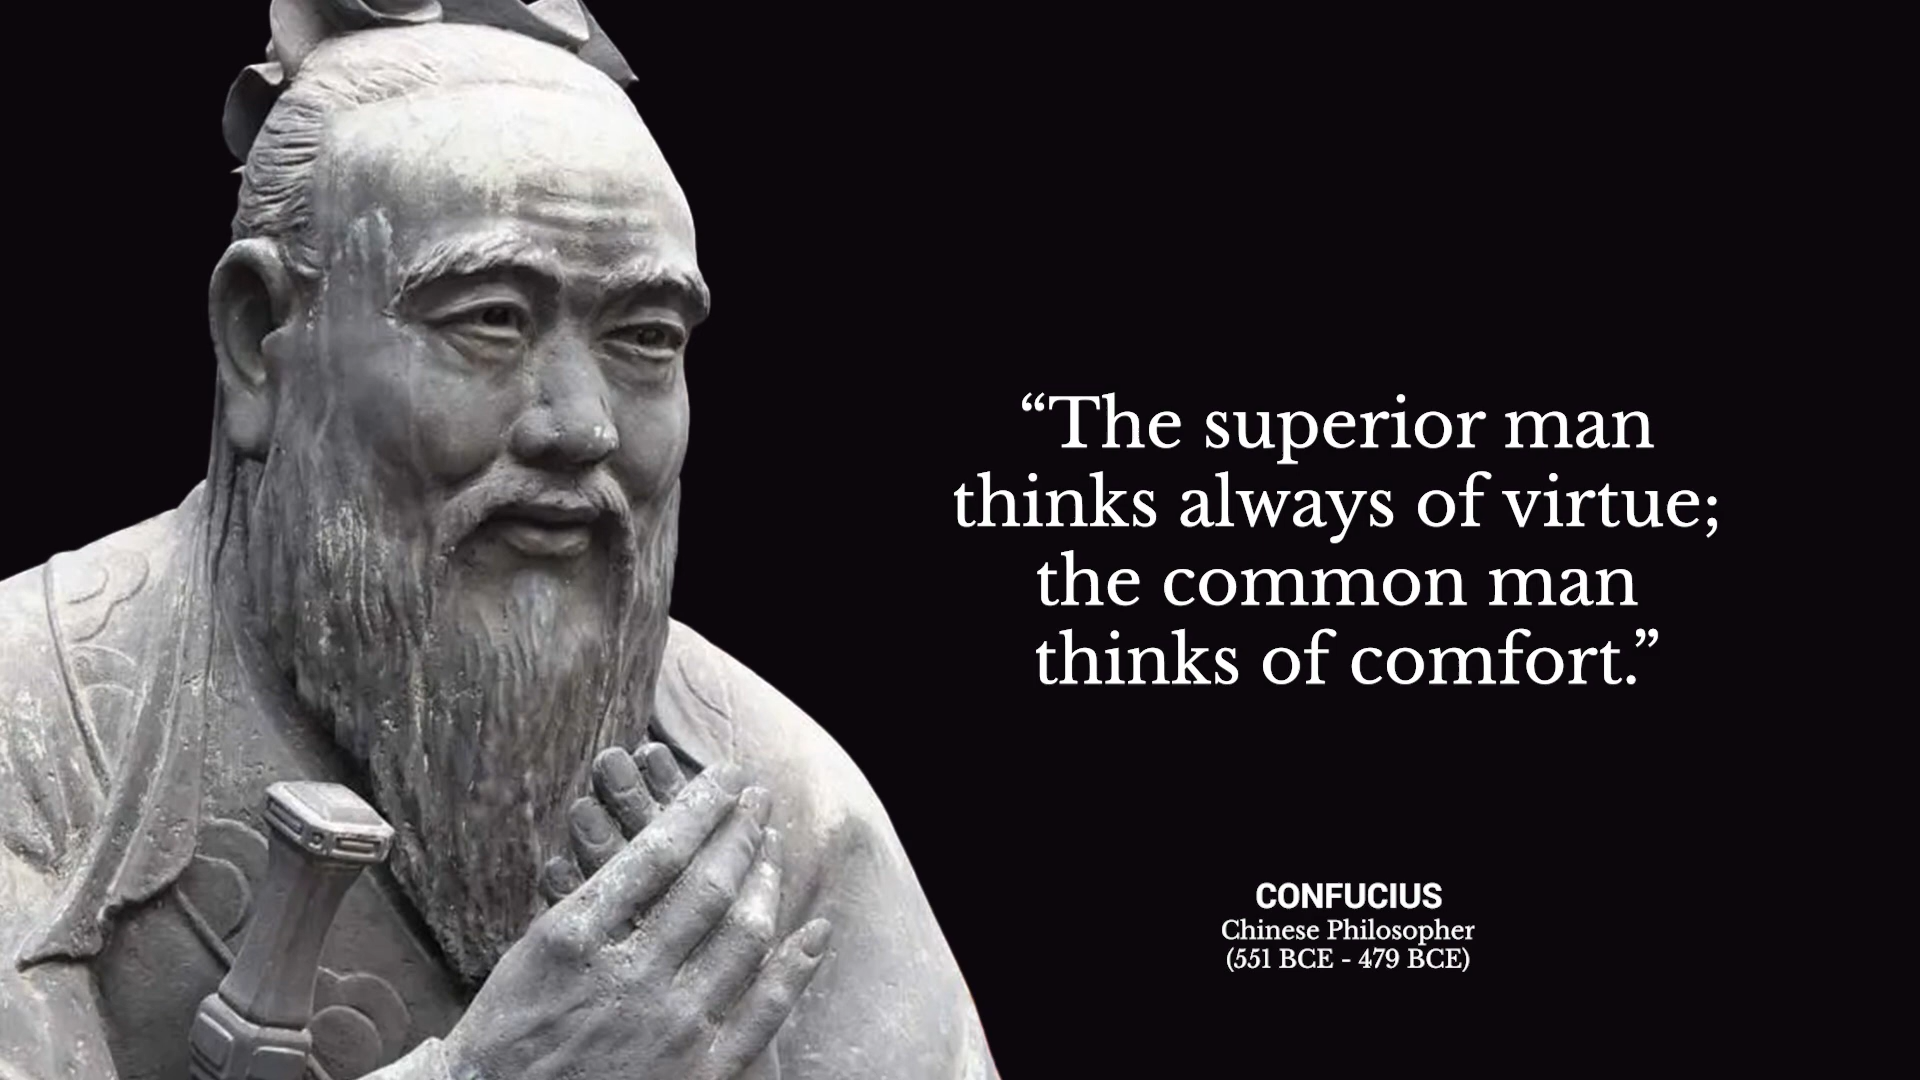 “The superior man
thinks always of virtue;
the common man
thinks of comfort.”
CONFUCIUS
Chinese Philosopher
(551 BCE - 479 BCE)